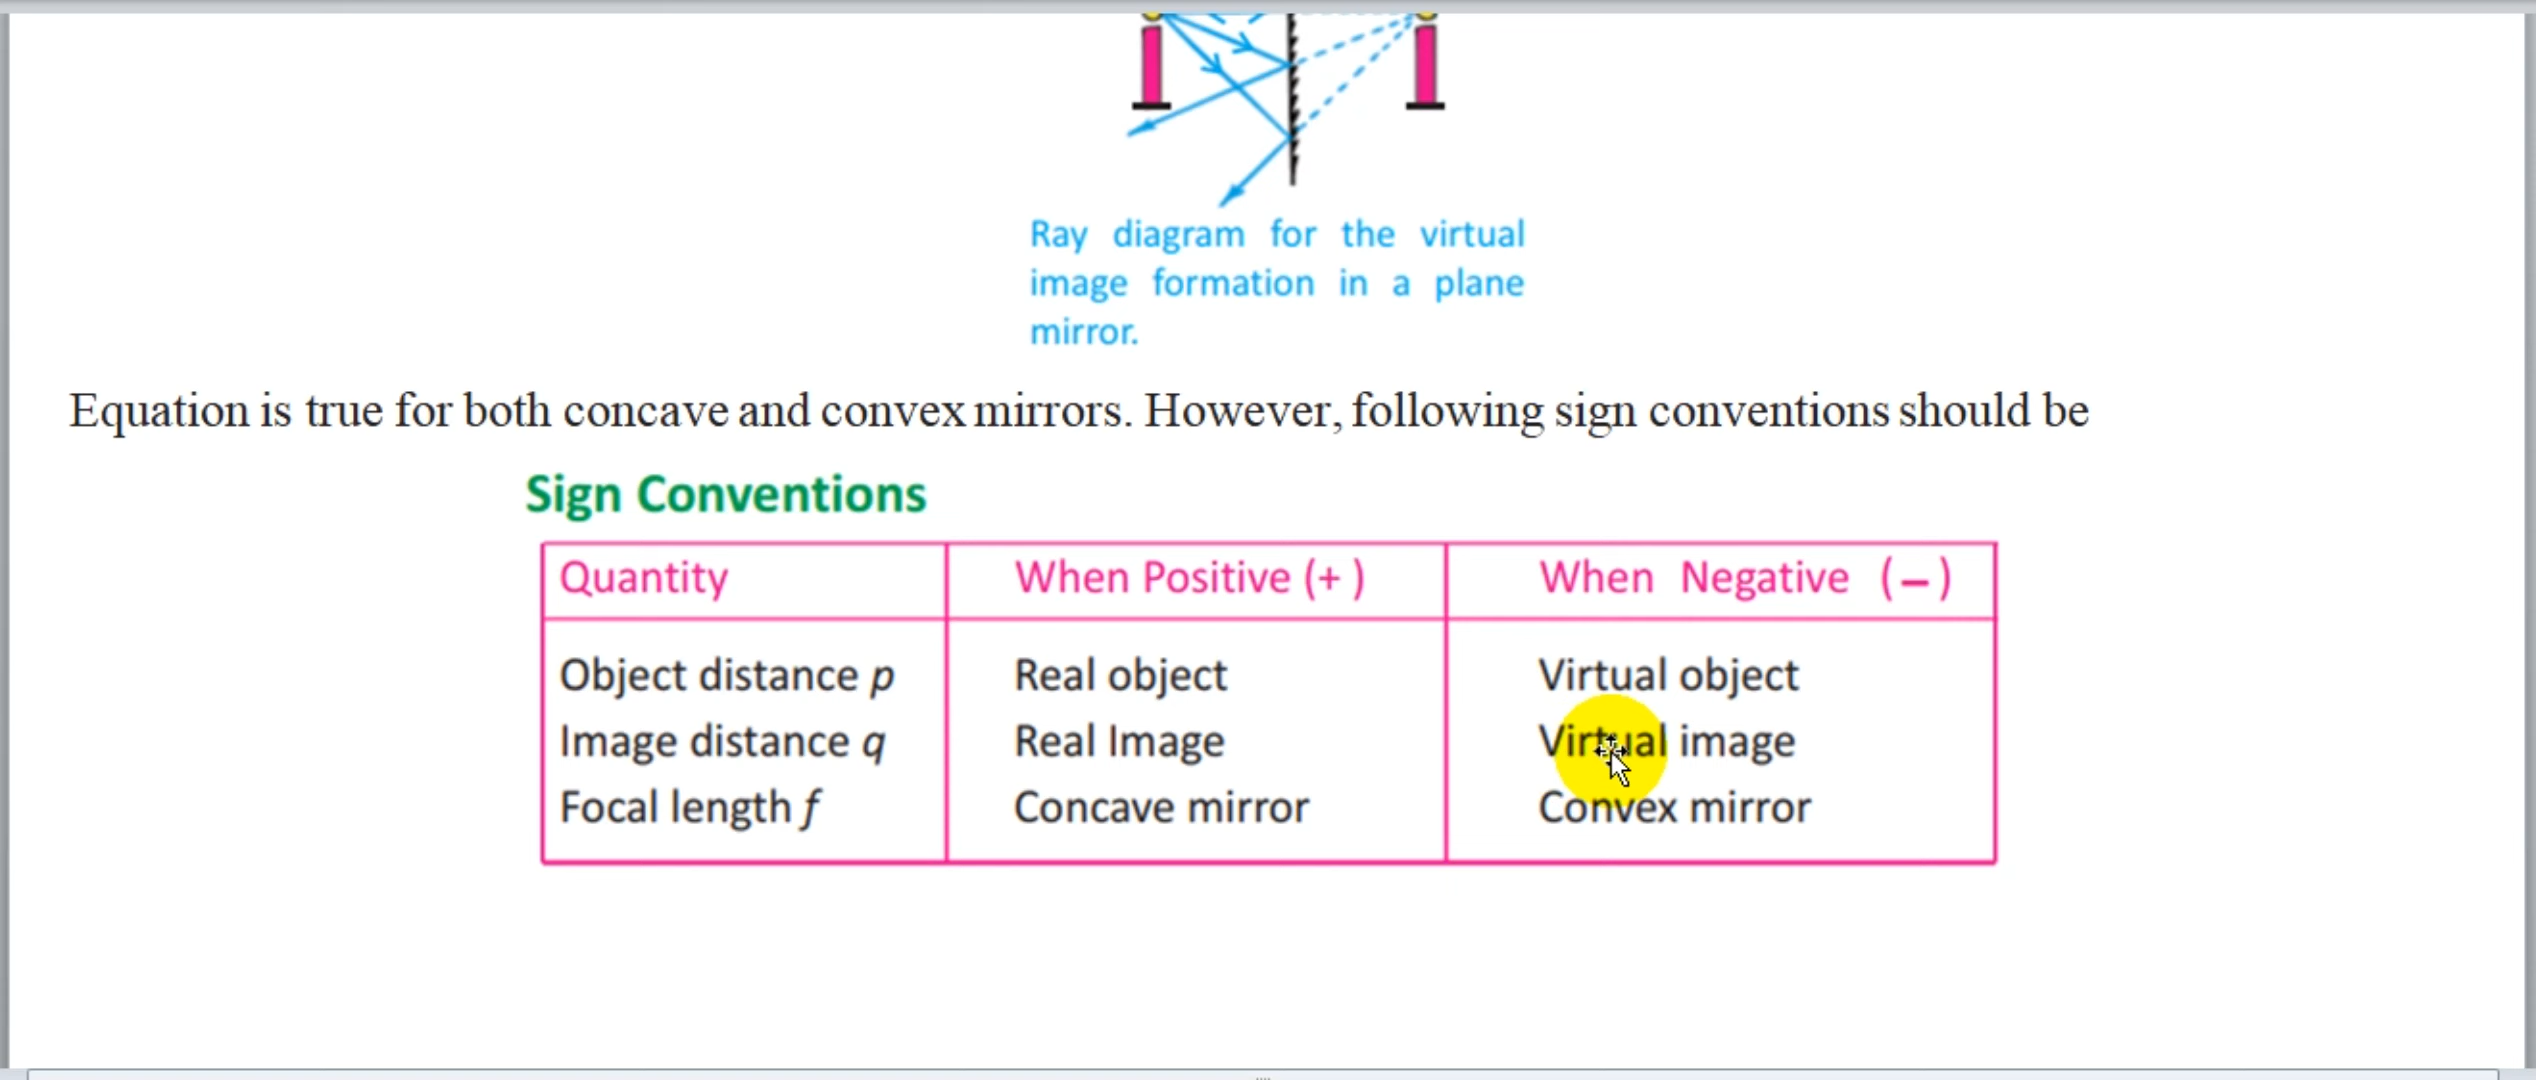 Ray diagram for the virtual
image formation in a plane
mirror.
Equation is true for both concave and convex mirrors. However, following sign conventions should be
Sign Conventions
Quantity When Positive (+ ) When Negative ( – )
Object distance p Real object Virtual object
Image distance q Real Image Virtual image
Focal length f Concave mirror Convex mirror